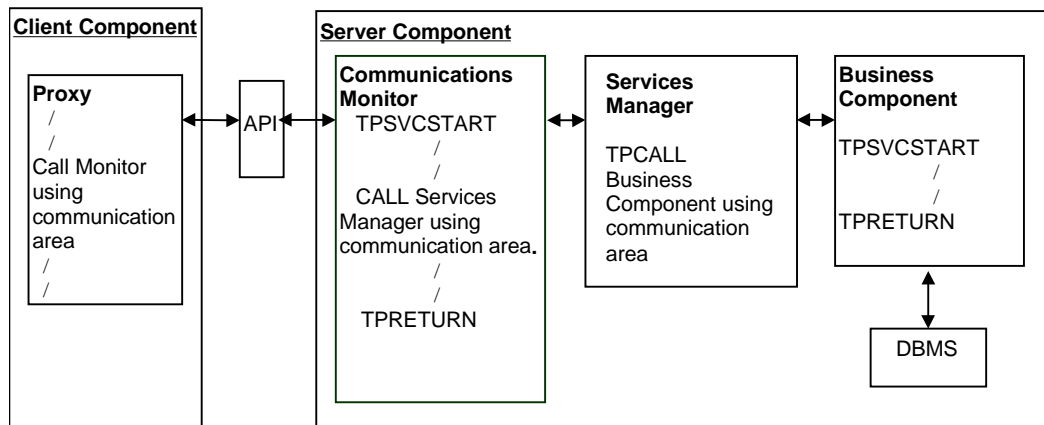 Client Component
Proxy
/
/
Call Monitor
using
communication
area
/
/
API
Server Component
Communications
Monitor
TPSVCSTART
/
/
CALL Services
Manager using
communication area.
/
/
TPRETURN
Services
Manager
TPCALL
Business
Component using
communication
area
Business
Component
TPSVCSTART
/
/
TPRETURN
DBMS